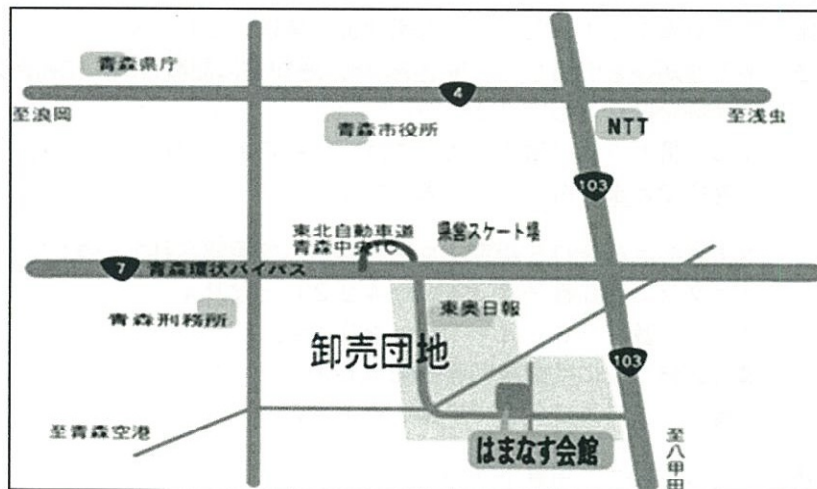 青森県庁
4
至浪岡
青森市役所
NTT
至浅虫
103
東北自動車道
青森中央IC
県営スケート場
7
青森環状バイパス
東奥日報
青森刑務所
卸売団地
103
至青森空港
はまなす会館
至八甲田